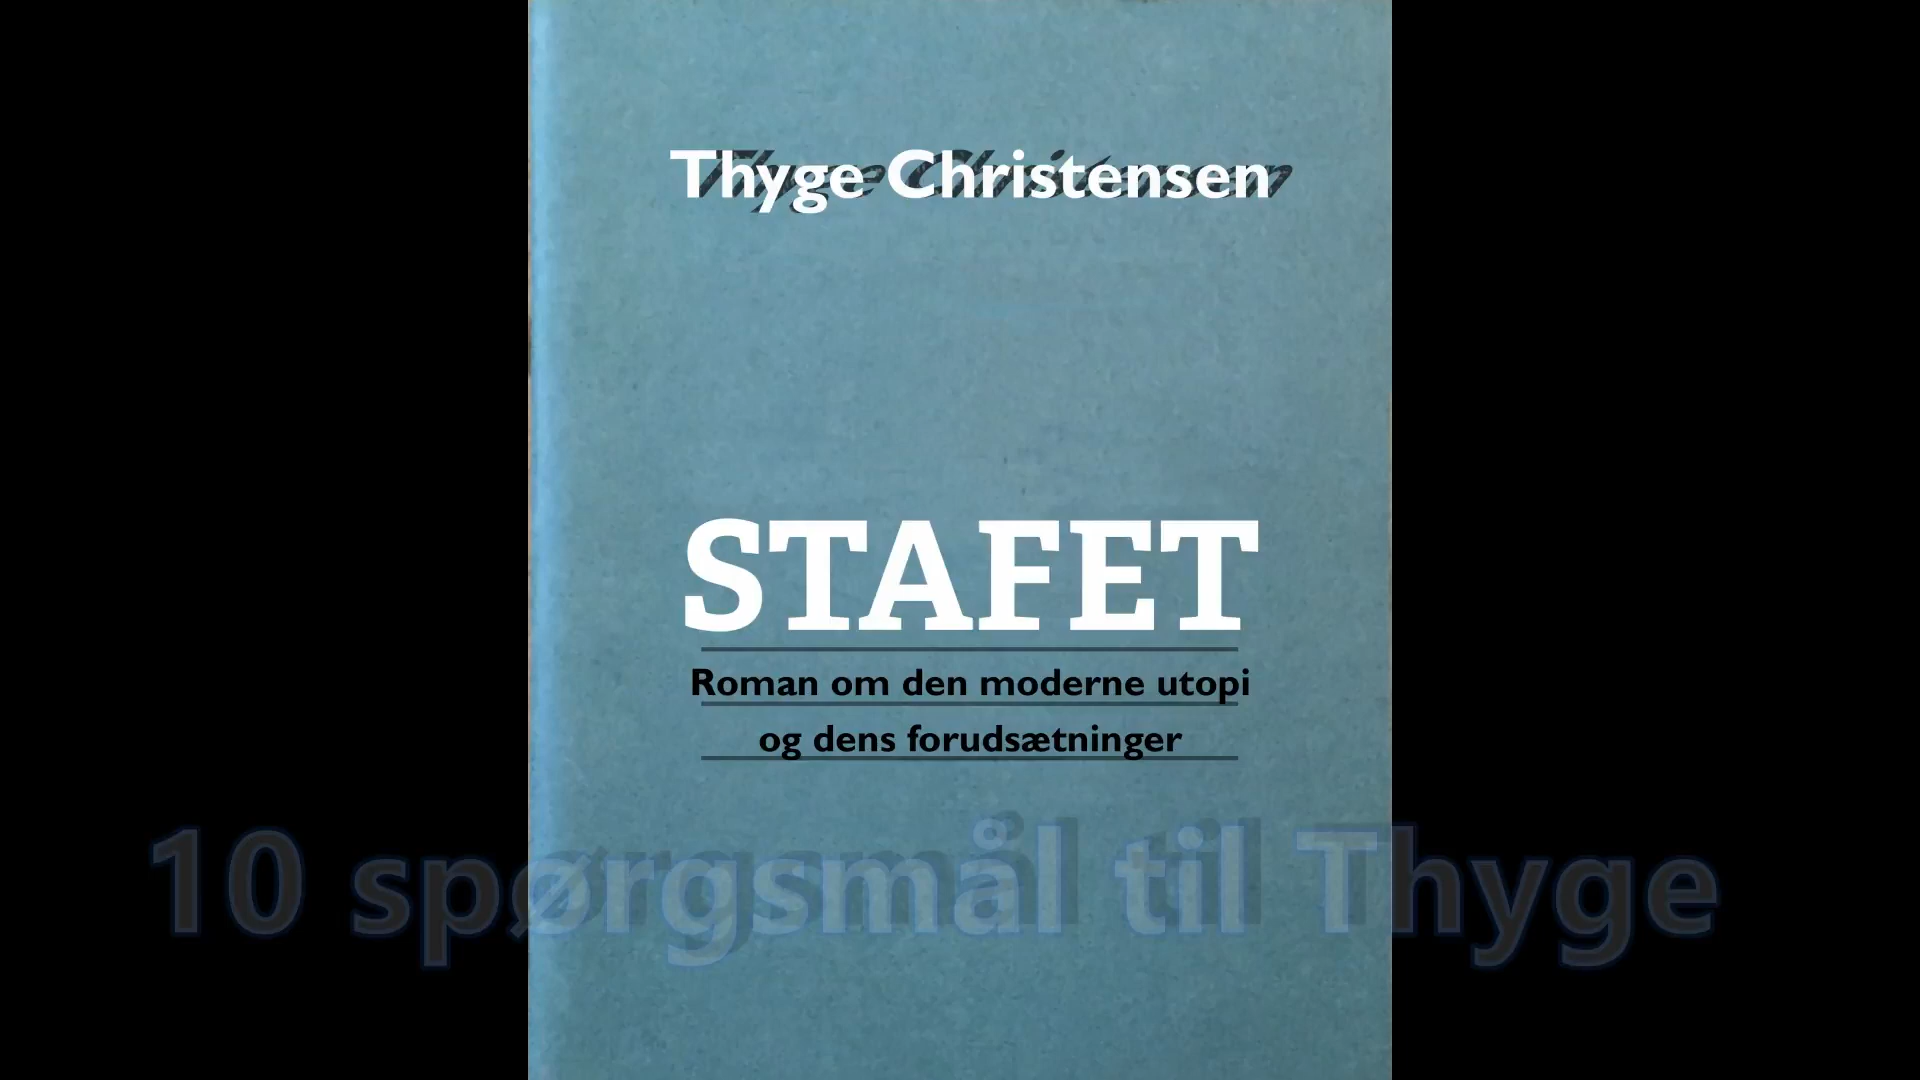 Thyge Christensen
STAFET
Roman om den moderne utopi
og dens forudsætninger
10 spørgsmål til Thyge